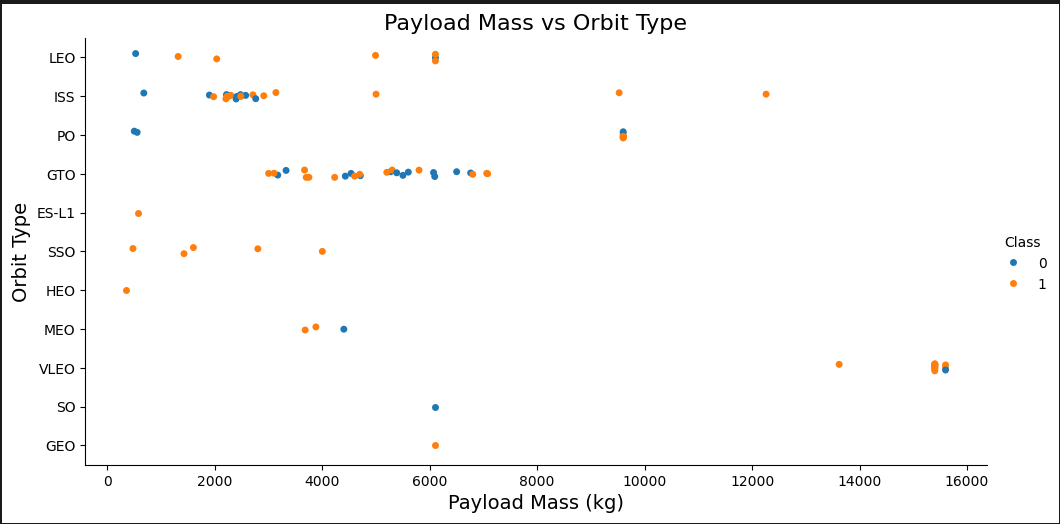 Payload Mass vs Orbit Type
LEO
ISS
PO
GTO
ES-L1
SSO
HEO
MEO
VLEO
SO
GEO
Orbit Type
0 2000 4000 6000 8000 10000 12000 14000 16000
Payload Mass (kg)
Class
0
1